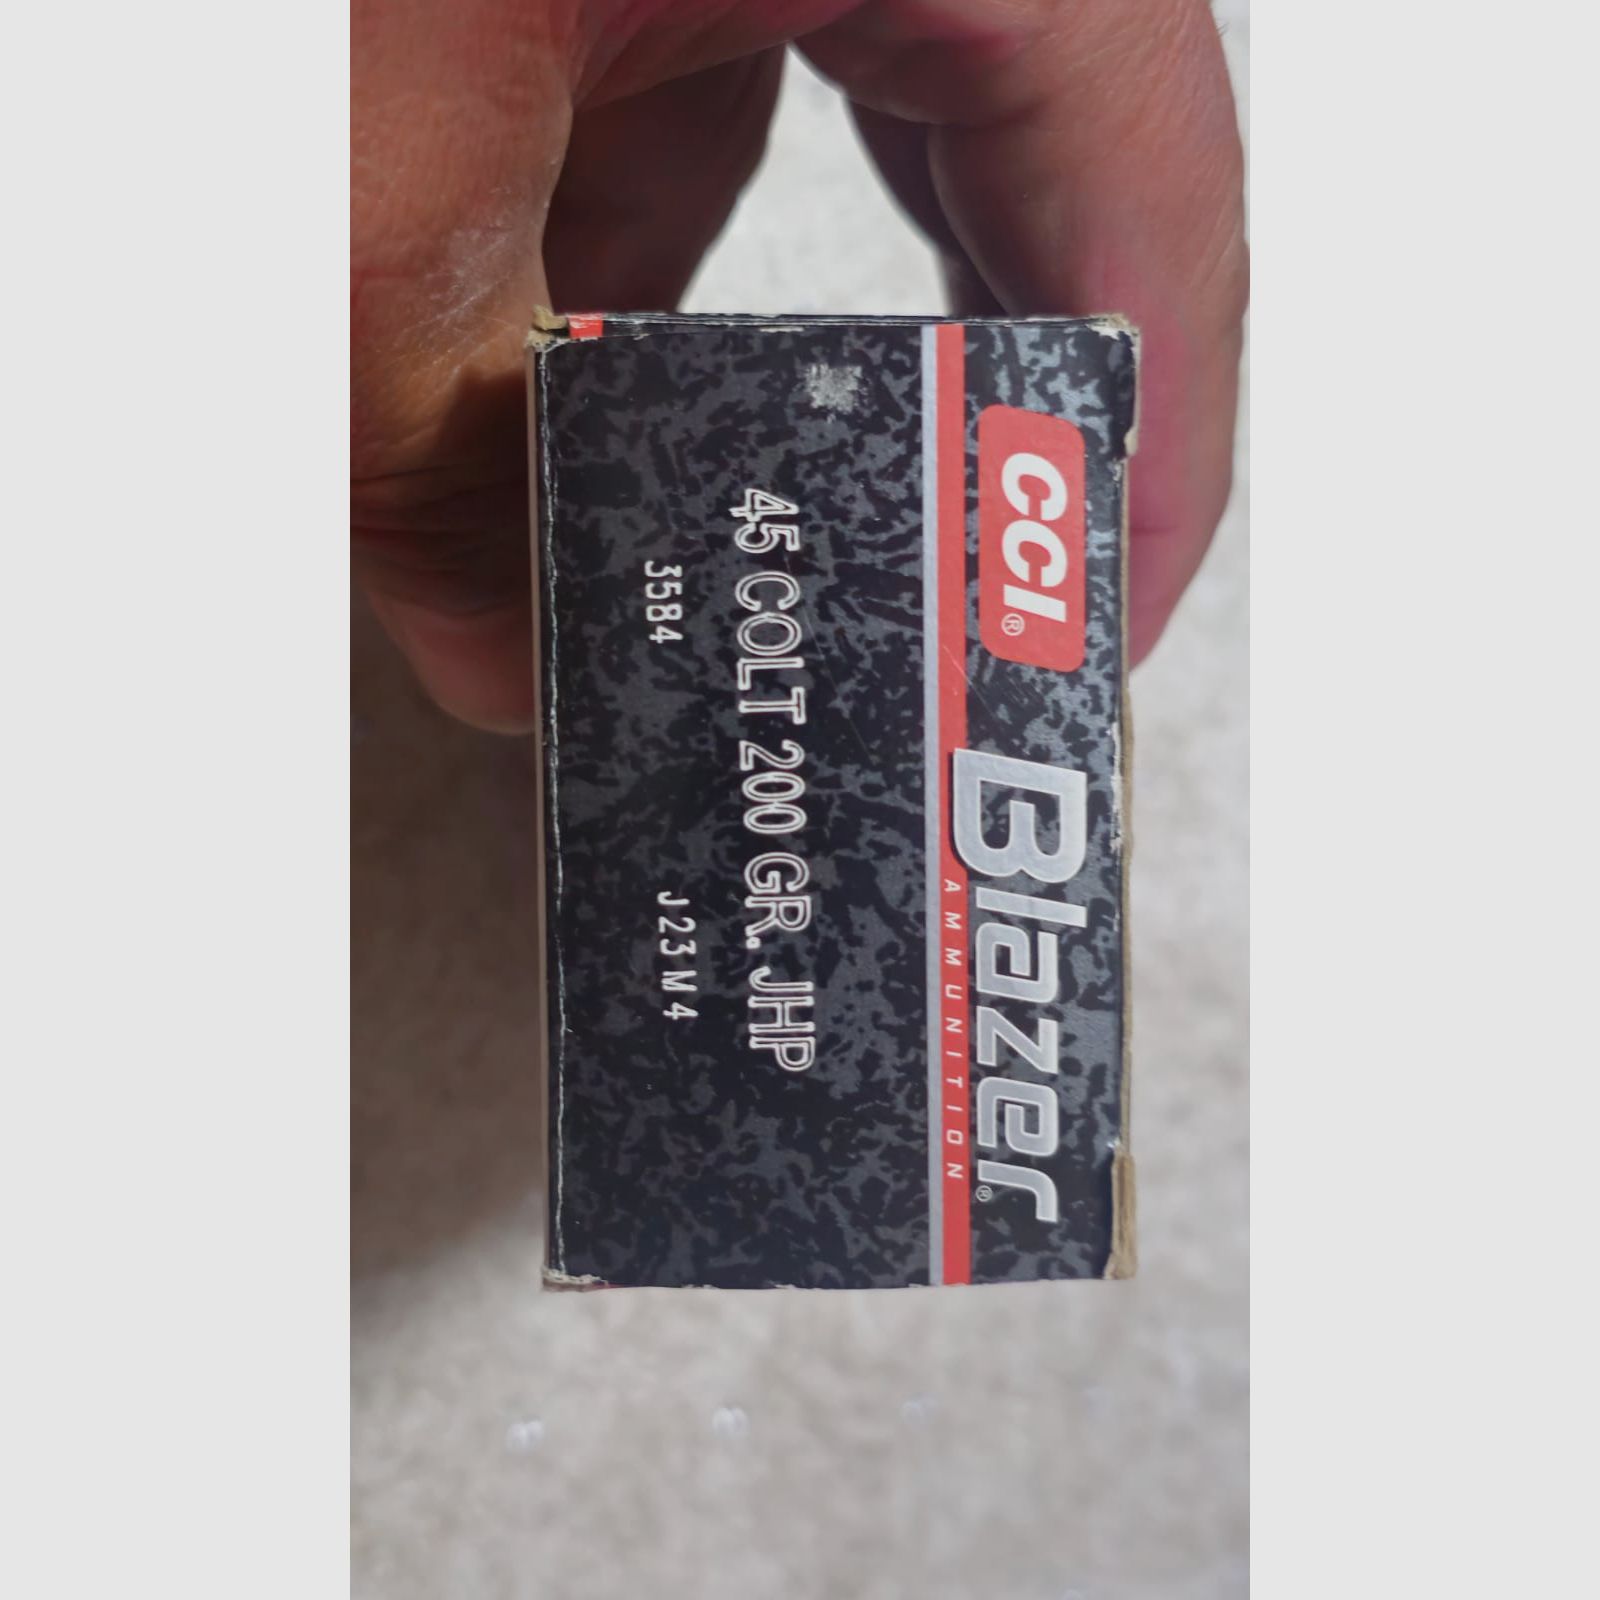 CCI®
Blazer®
AMMUNITION
45 COLT 200 GR. JHP
3584
J23M4